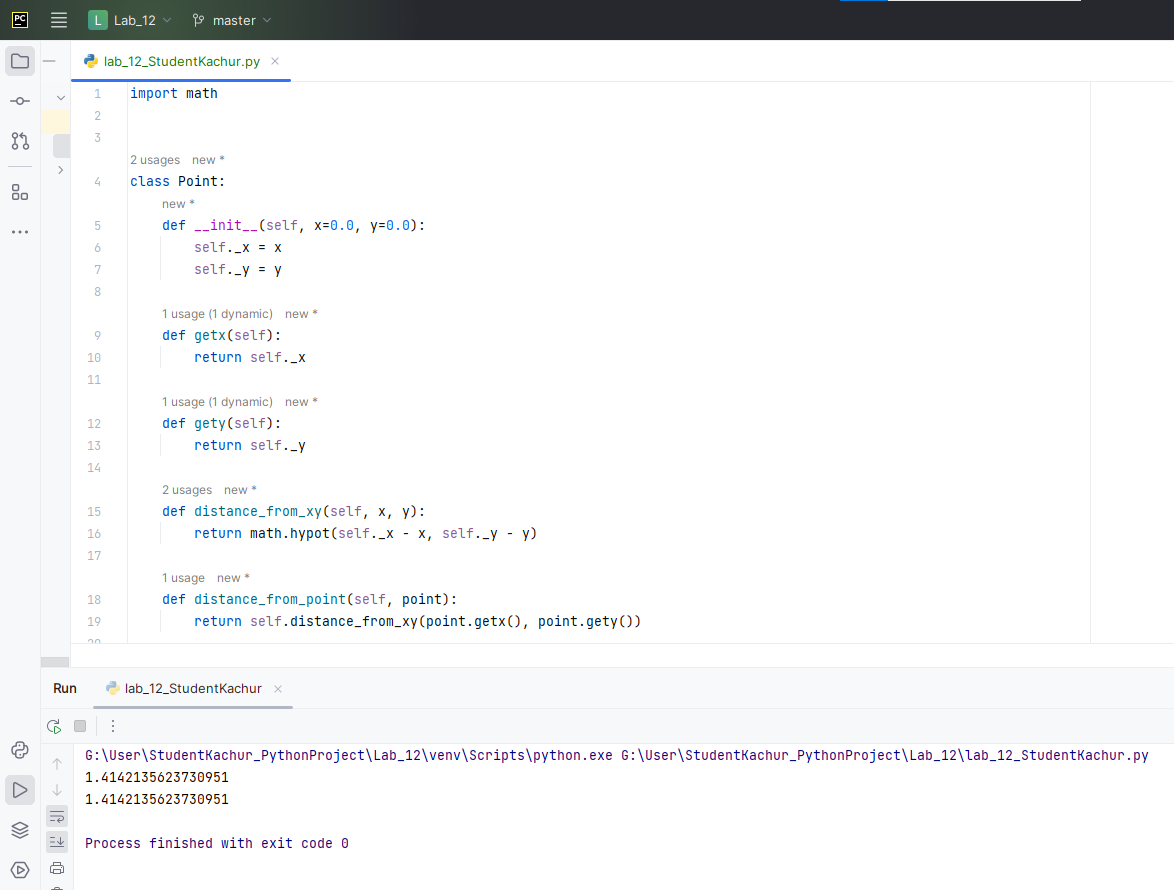 PC L Lab_12 master
lab_12_StudentKachur.py
1 import math
2
3
2 usages new *
4 class Point:
new *
5 def __init__(self, x=0.0, y=0.0):
6 self._x = x
7 self._y = y
8
1 usage (1 dynamic) new *
9 def getx(self):
10 return self._x
11
1 usage (1 dynamic) new *
12 def gety(self):
13 return self._y
14
2 usages new *
15 def distance_from_xy(self, x, y):
16 return math.hypot(self._x - x, self._y - y)
17
1 usage new *
18 def distance_from_point(self, point):
19 return self.distance_from_xy(point.getx(), point.gety())
20
Run lab_12_StudentKachur
G:\User\StudentKachur_PythonProject\Lab_12\venv\Scripts\python.exe G:\User\StudentKachur_PythonProject\Lab_12\lab_12_StudentKachur.py
1.4142135623730951
1.4142135623730951
Process finished with exit code 0